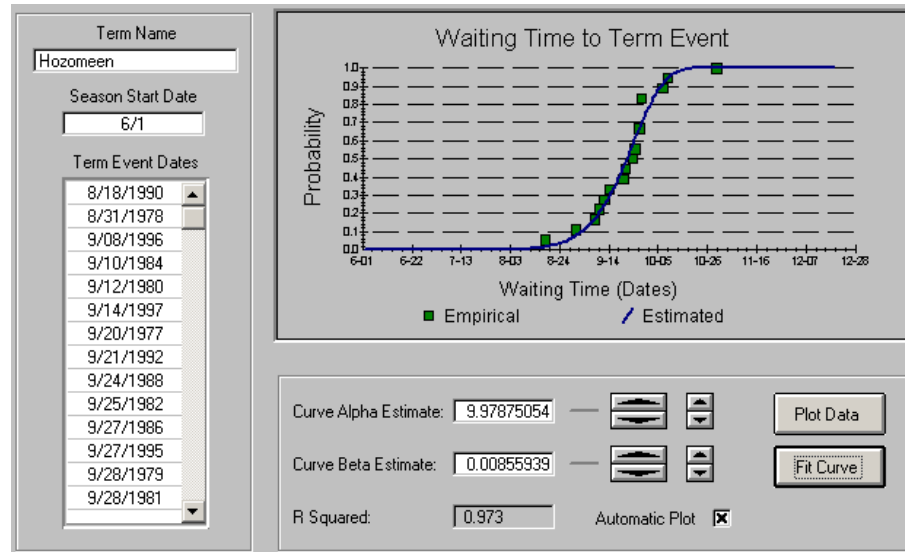 Term Name
Hozomeen
Season Start Date
6/1
Term Event Dates
8/18/1990
8/31/1978
9/08/1996
9/10/1984
9/12/1980
9/14/1997
9/20/1977
9/21/1992
9/24/1988
9/25/1982
9/27/1986
9/27/1995
9/28/1979
9/28/1981
Waiting Time to Term Event
Probability
1.0
0.9
0.8
0.7
0.6
0.5
0.4
0.3
0.2
0.1
0.0
6-01 6-22 7-13 8-03 8-24 9-14 10-05 10-26 11-16 12-07 12-28
Waiting Time (Dates)
Empirical Estimated
Curve Alpha Estimate: 9.97875054
Plot Data
Curve Beta Estimate: 0.00855939
Fit Curve
R Squared: 0.973 Automatic Plot